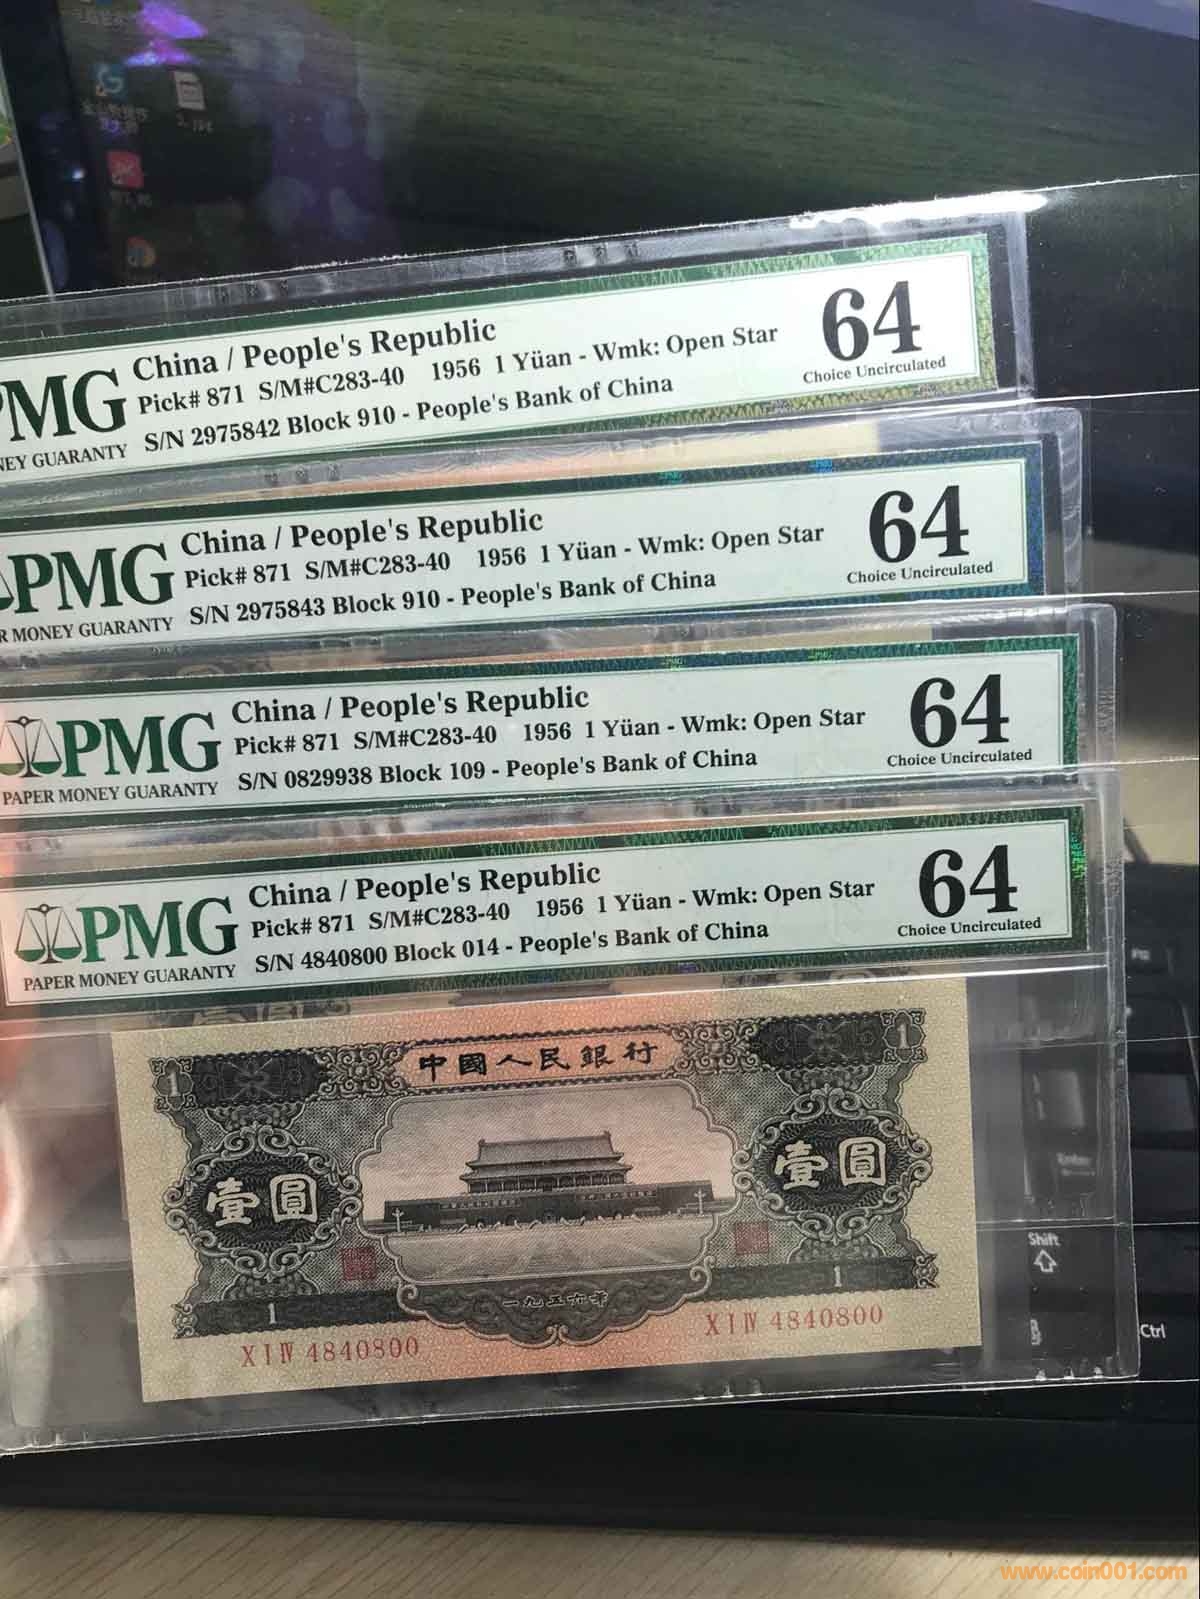 PMG
NEY GUARANTY
China / People's Republic
Pick# 871 S/M#C283-40 1956 1 Yüan - Wmk: Open Star
S/N 2975842 Block 910 - People's Bank of China
64
Choice Uncirculated
PMG
R MONEY GUARANTY
China / People's Republic
Pick# 871 S/M#C283-40 1956 1 Yüan - Wmk: Open Star
S/N 2975843 Block 910 - People's Bank of China
64
Choice Uncirculated
PMG
PAPER MONEY GUARANTY
China / People's Republic
Pick# 871 S/M#C283-40 1956 1 Yüan - Wmk: Open Star
S/N 0829938 Block 109 - People's Bank of China
64
Choice Uncirculated
PMG
PAPER MONEY GUARANTY
China / People's Republic
Pick# 871 S/M#C283-40 1956 1 Yüan - Wmk: Open Star
S/N 4840800 Block 014 - People's Bank of China
64
Choice Uncirculated
1
中國人民銀行
1
壹圓
壹圓
1
一九五六年
1
X I Ⅳ 4840800
X I Ⅳ 4840800
Enter
Shift
Ctrl
www.coin001.com